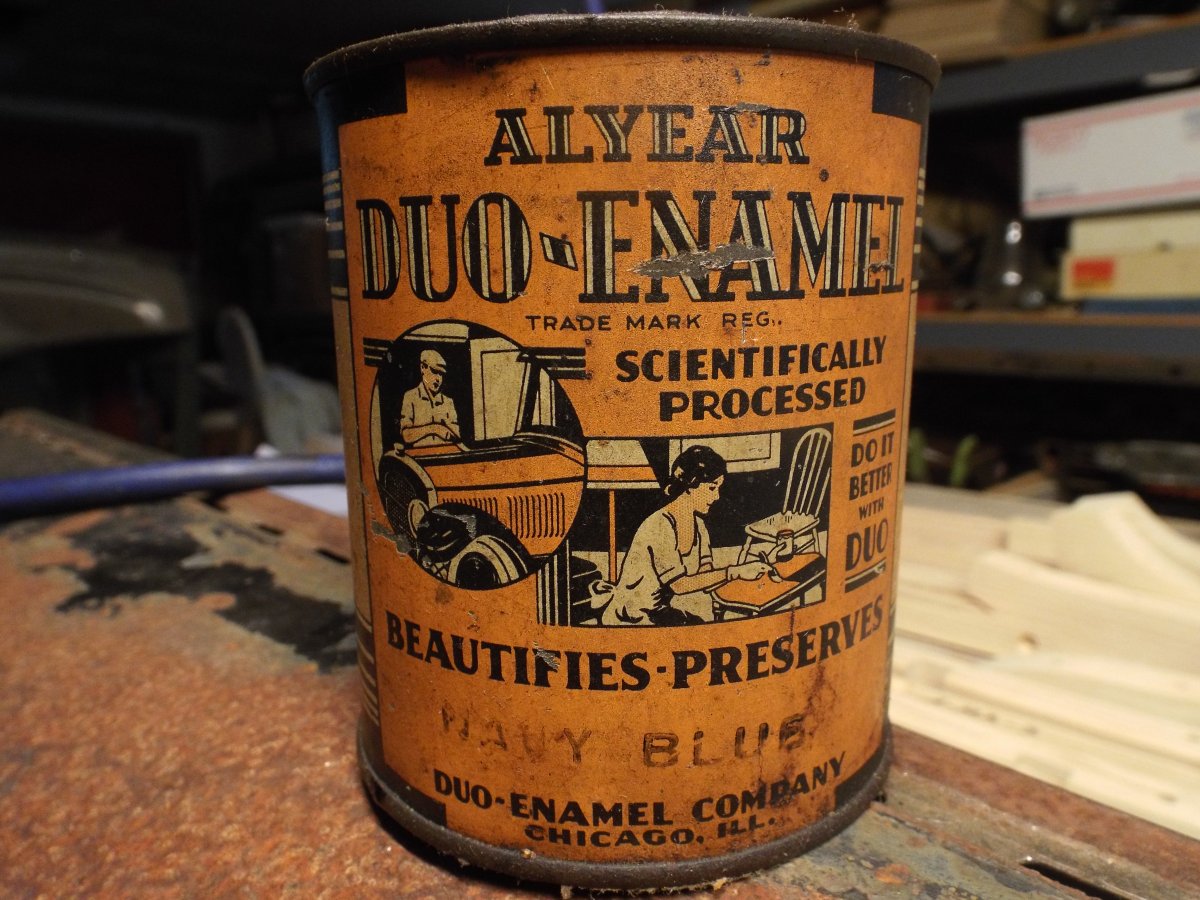 ALYEAR
DUO-ENAMEL
TRADE MARK REG.
SCIENTIFICALLY
PROCESSED
DO IT
BETTER
WITH
DUO
BEAUTIFIES-PRESERVES
NAVY BLUE
DUO-ENAMEL COMPANY
CHICAGO, ILL.